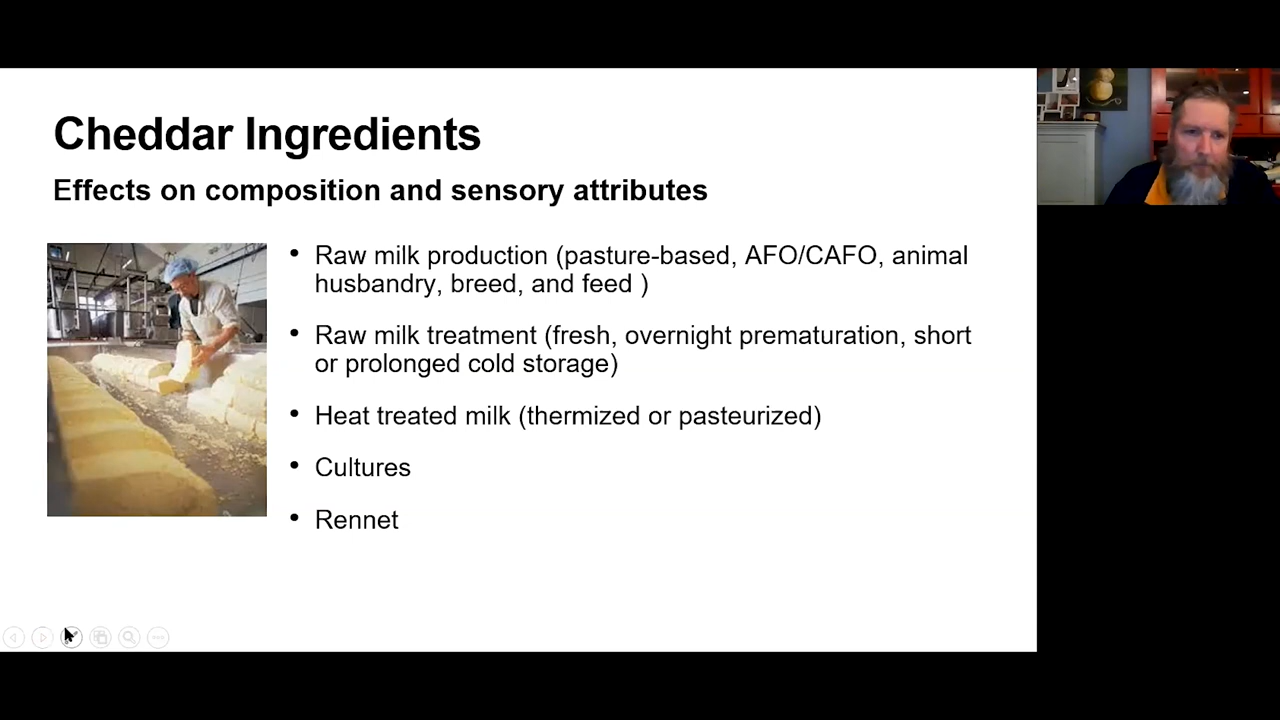 Cheddar Ingredients
Effects on composition and sensory attributes
• Raw milk production (pasture-based, AFO/CAFO, animal
husbandry, breed, and feed )
• Raw milk treatment (fresh, overnight prematuration, short
or prolonged cold storage)
• Heat treated milk (thermized or pasteurized)
• Cultures
• Rennet